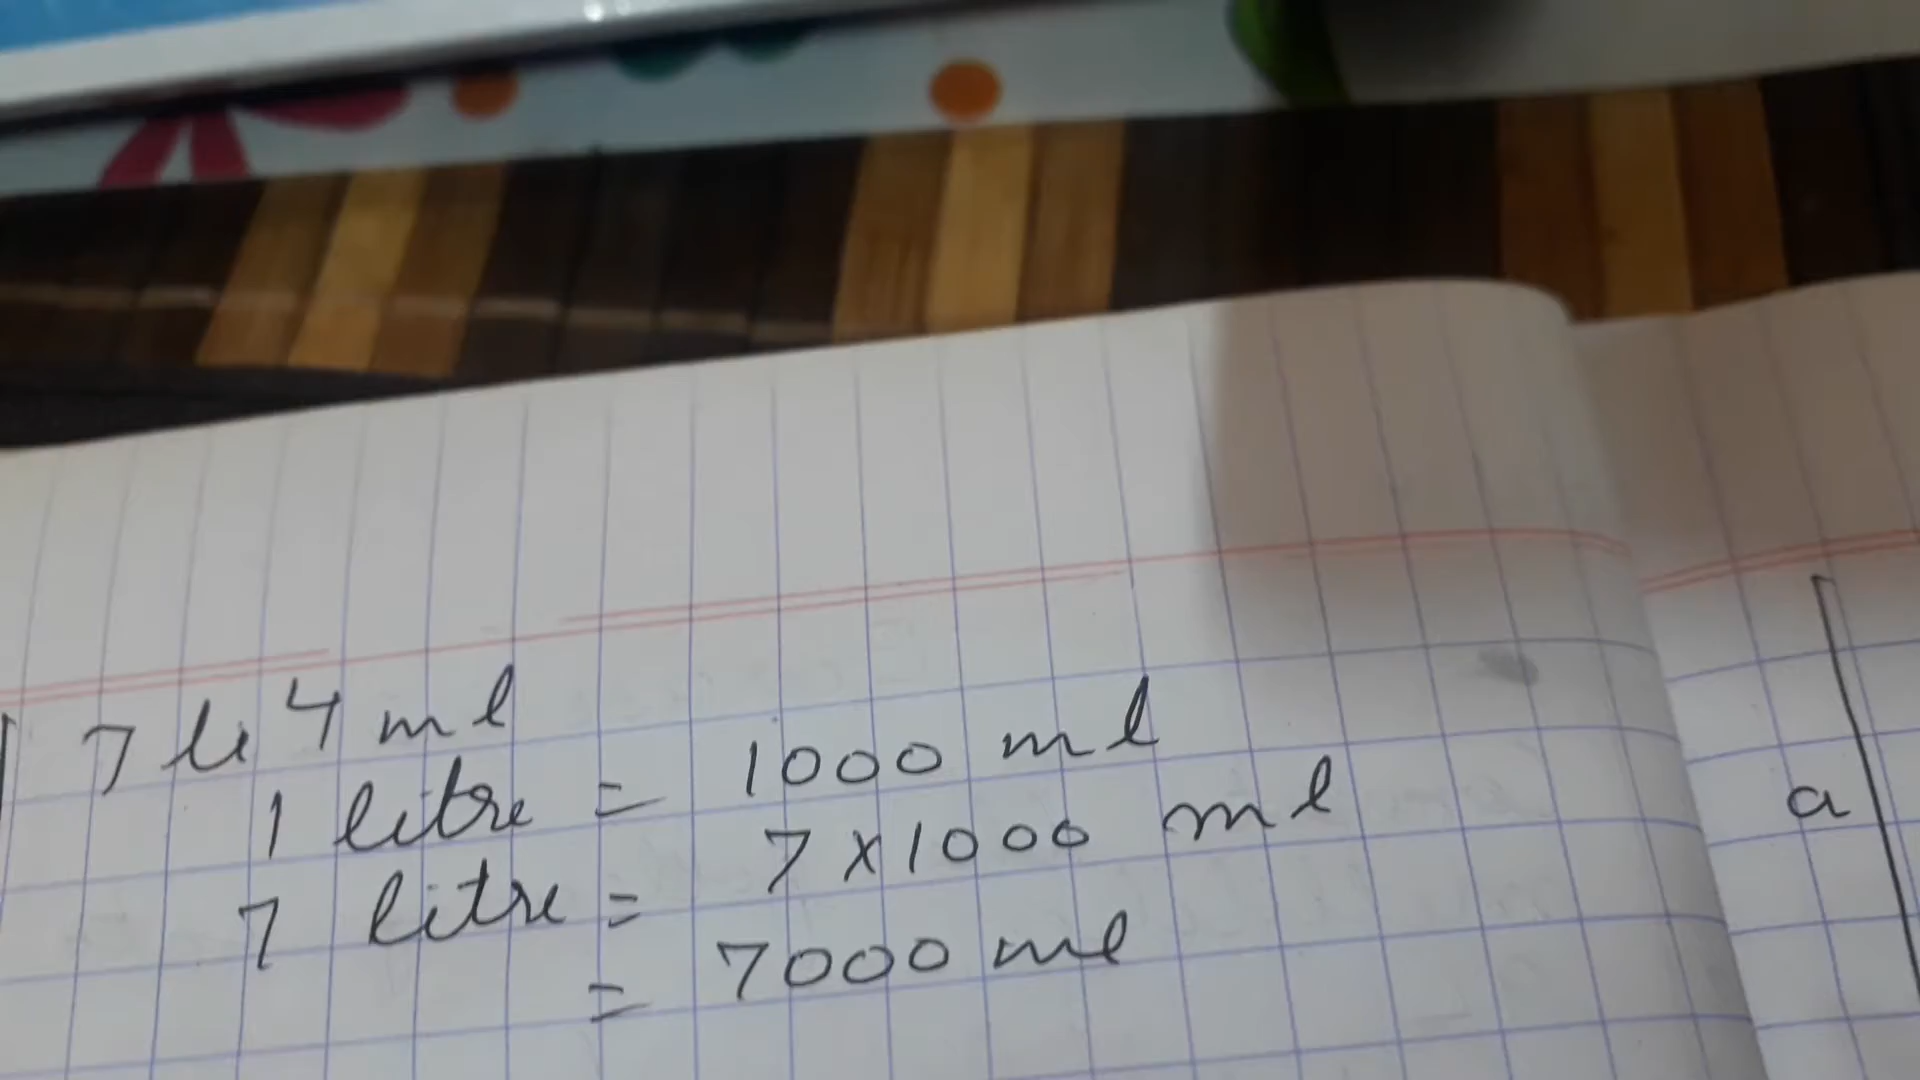 7 li 4 ml
1 litre = 1000 ml
7 litre = 7 x 1000 ml
= 7000 ml
a